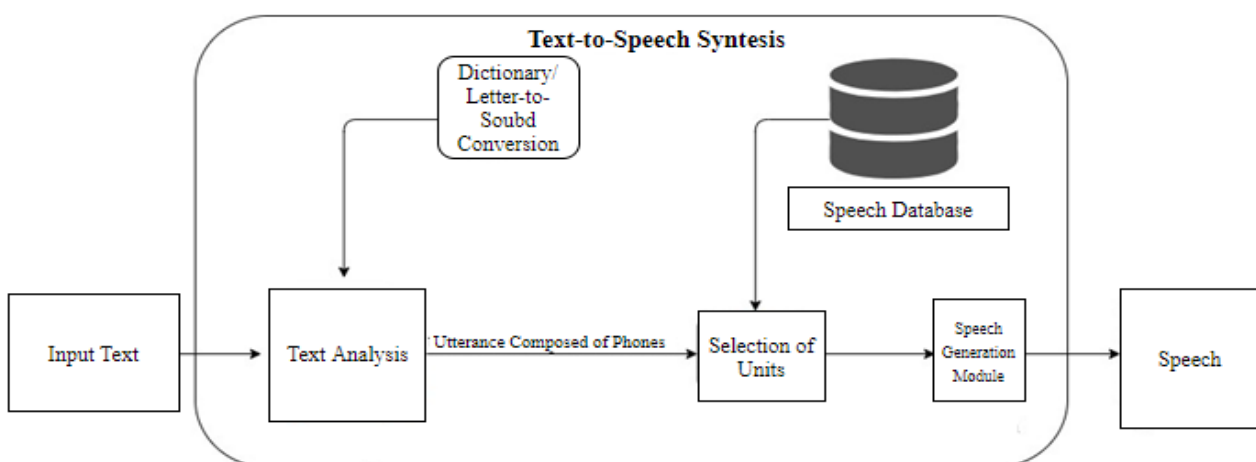 Text-to-Speech Syntesis
Dictionary/
Letter-to-
Soubd
Conversion
Speech Database
Input Text
Text Analysis
Utterance Composed of Phones
Selection of
Units
Speech
Generation
Module
Speech